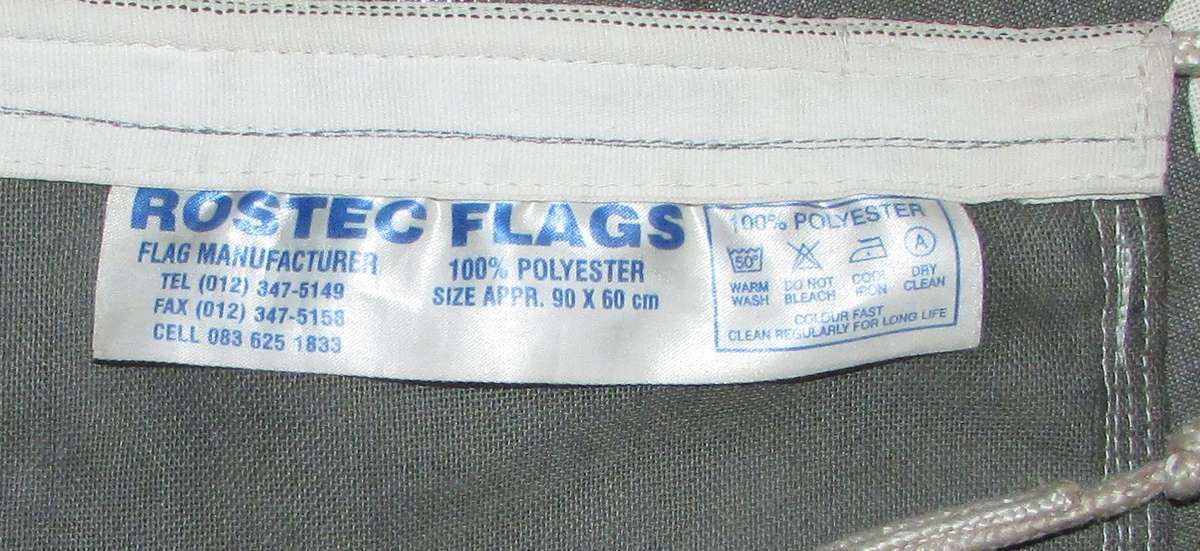 ROSTEC FLAGS
FLAG MANUFACTURER
TEL (012) 347-5149
FAX (012) 347-5158
CELL 083 625 1833
100% POLYESTER
SIZE APPR. 90 X 60 cm
100% POLYESTER
50°
A
WARM WASH
DO NOT BLEACH
COOL IRON
DRY CLEAN
COLOUR FAST
CLEAN REGULARLY FOR LONG LIFE